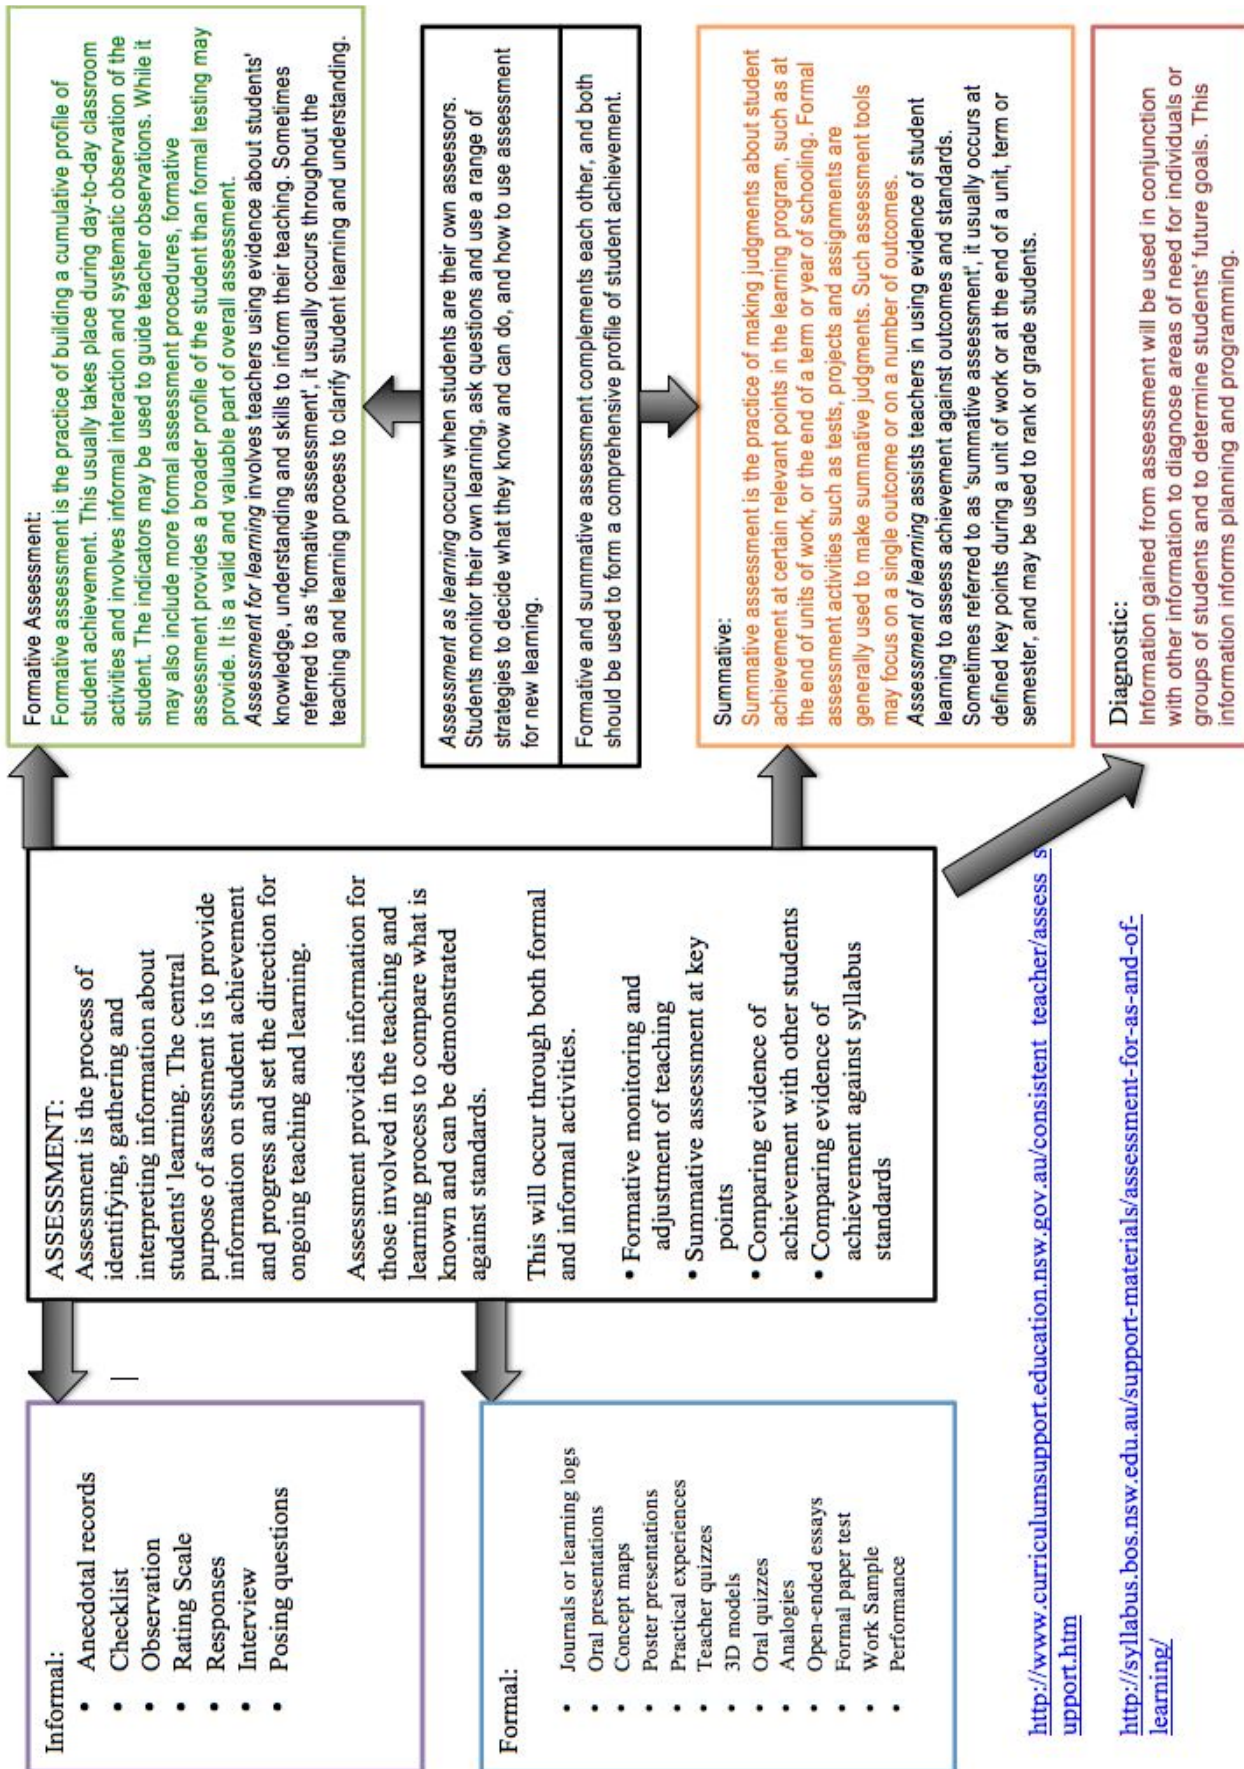 Informal:
• Anecdotal records
• Checklist
• Observation
• Rating Scale
• Responses
• Interview
• Posing questions
Formal:
• Journals or learning logs
• Oral presentations
• Concept maps
• Poster presentations
• Practical experiences
• Teacher quizzes
• 3D models
• Oral quizzes
• Analogies
• Open-ended essays
• Formal paper test
• Work Sample
• Performance
ASSESSMENT:
Assessment is the process of
identifying, gathering and
interpreting information about
students' learning. The central
purpose of assessment is to provide
information on student achievement
and progress and set the direction for
ongoing teaching and learning.
Assessment provides information for
those involved in the teaching and
learning process to compare what is
known and can be demonstrated
against standards.
This will occur through both formal
and informal activities.
• Formative monitoring and
adjustment of teaching
• Summative assessment at key
points
• Comparing evidence of
achievement with other students
• Comparing evidence of
achievement against syllabus
standards
Formative Assessment:
Formative assessment is the practice of building a cumulative profile of
student achievement. This usually takes place during day-to-day classroom
activities and involves informal interaction and systematic observation of the
student. The indicators may be used to guide teacher observations. While it
may also include more formal assessment procedures, formative
assessment provides a broader profile of the student than formal testing may
provide. It is a valid and valuable part of overall assessment.
Assessment for learning involves teachers using evidence about students'
knowledge, understanding and skills to inform their teaching. Sometimes
referred to as 'formative assessment', it usually occurs throughout the
teaching and learning process to clarify student learning and understanding.
Assessment as learning occurs when students are their own assessors.
Students monitor their own learning, ask questions and use a range of
strategies to decide what they know and can do, and how to use assessment
for new learning.
Formative and summative assessment complements each other, and both
should be used to form a comprehensive profile of student achievement.
Summative:
Summative assessment is the practice of making judgments about student
achievement at certain relevant points in the learning program, such as at
the end of units of work, or the end of a term or year of schooling. Formal
assessment activities such as tests, projects and assignments are
generally used to make summative judgments. Such assessment tools
may focus on a single outcome or on a number of outcomes.
Assessment of learning assists teachers in using evidence of student
learning to assess achievement against outcomes and standards.
Sometimes referred to as 'summative assessment', it usually occurs at
defined key points during a unit of work or at the end of a unit, term or
semester, and may be used to rank or grade students.
Diagnostic:
Information gained from assessment will be used in conjunction
with other information to diagnose areas of need for individuals or
groups of students and to determine students' future goals. This
information informs planning and programming.
http://www.curriculumsupport.education.nsw.gov.au/consistent_teacher/assess_s
upport.htm
http://syllabus.bos.nsw.edu.au/support-materials/assessment-for-as-and-of-
learning/